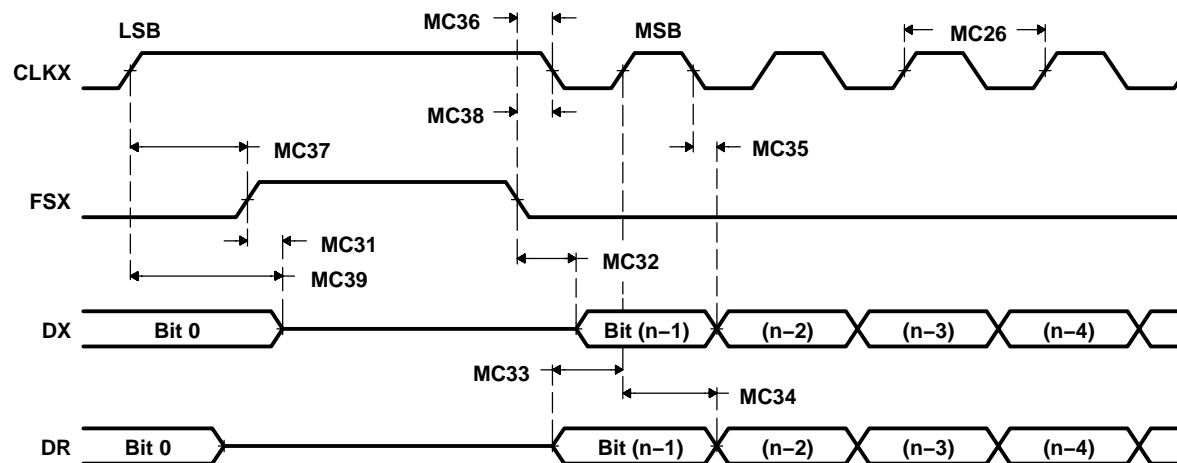 LSB
MC36
MSB
MC26
CLKX
MC38
MC37
MC35
FSX
MC31
MC32
MC39
DX
Bit 0
Bit (n−1)
(n−2)
(n−3)
(n−4)
MC33
MC34
DR
Bit 0
Bit (n−1)
(n−2)
(n−3)
(n−4)